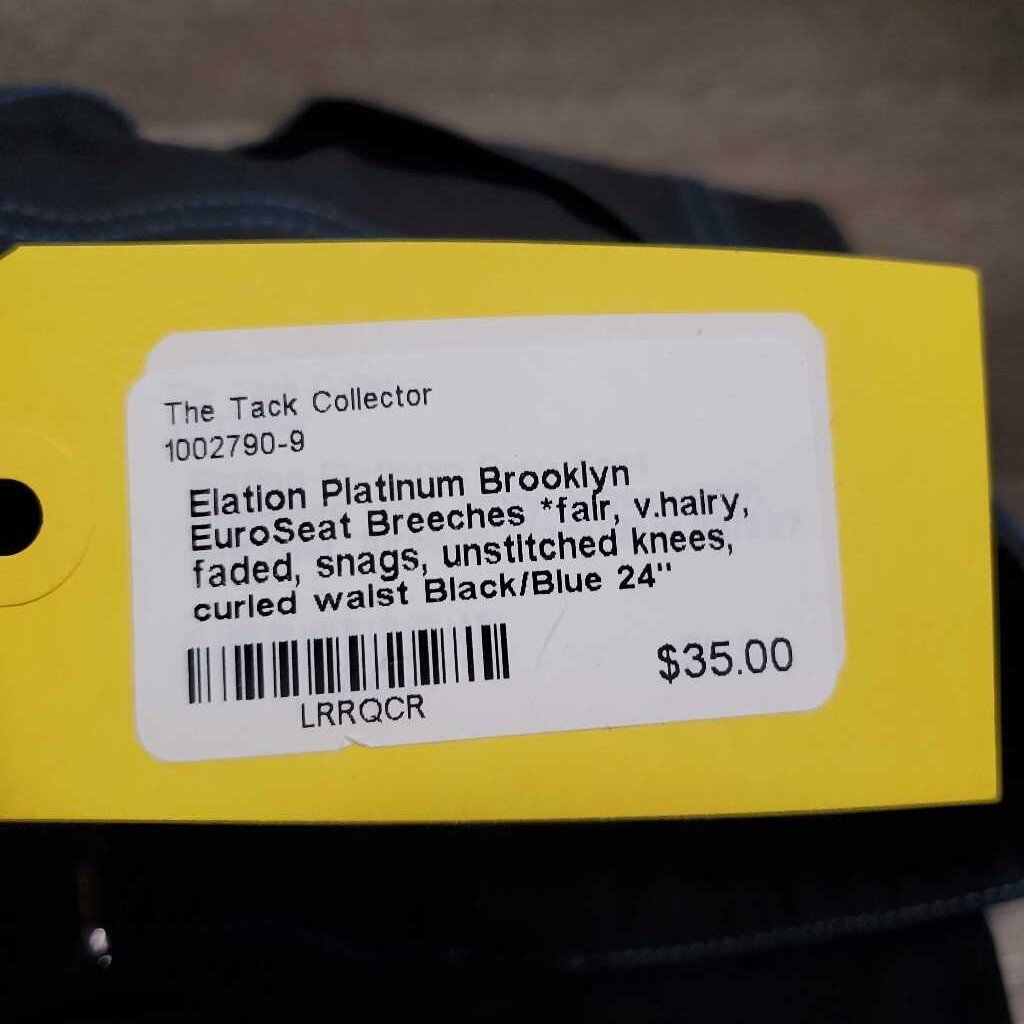 The Tack Collector
1002790-9
Elation Platinum Brooklyn
EuroSeat Breeches *fair, v.hairy,
faded, snags, unstitched knees,
curled waist Black/Blue 24"
$35.00
LRRQCR